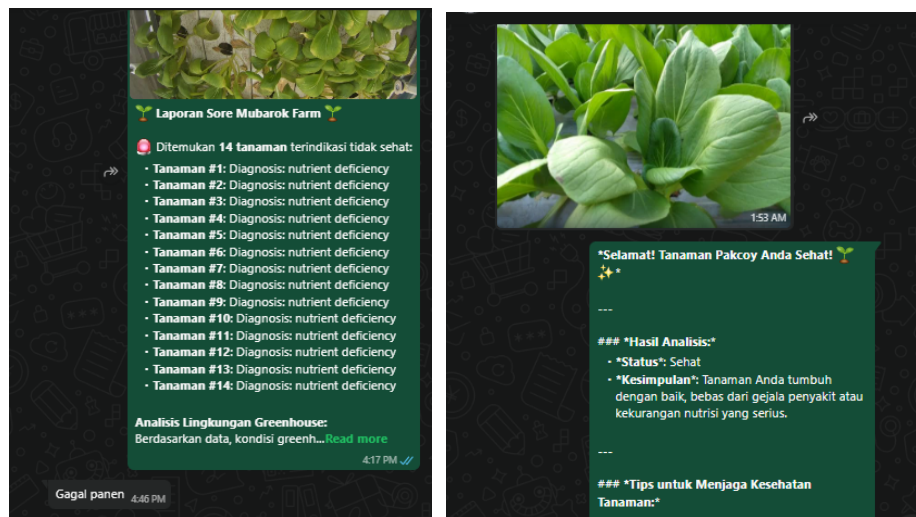 🌱 Laporan Sore Mubarok Farm 🌱
🚨 Ditemukan 14 tanaman terindikasi tidak sehat:
• Tanaman #1: Diagnosis: nutrient deficiency
• Tanaman #2: Diagnosis: nutrient deficiency
• Tanaman #3: Diagnosis: nutrient deficiency
• Tanaman #4: Diagnosis: nutrient deficiency
• Tanaman #5: Diagnosis: nutrient deficiency
• Tanaman #6: Diagnosis: nutrient deficiency
• Tanaman #7: Diagnosis: nutrient deficiency
• Tanaman #8: Diagnosis: nutrient deficiency
• Tanaman #9: Diagnosis: nutrient deficiency
• Tanaman #10: Diagnosis: nutrient deficiency
• Tanaman #11: Diagnosis: nutrient deficiency
• Tanaman #12: Diagnosis: nutrient deficiency
• Tanaman #13: Diagnosis: nutrient deficiency
• Tanaman #14: Diagnosis: nutrient deficiency
Analisis Lingkungan Greenhouse:
Berdasarkan data, kondisi greenh...Read more
4:17 PM
Gagal panen 4:46 PM
1:53 AM
*Selamat! Tanaman Pakcoy Anda Sehat! 🌱
✨*
---
### *Hasil Analisis:*
• *Status*: Sehat
• *Kesimpulan*: Tanaman Anda tumbuh
dengan baik, bebas dari gejala penyakit atau
kekurangan nutrisi yang serius.
---
### *Tips untuk Menjaga Kesehatan
Tanaman:*